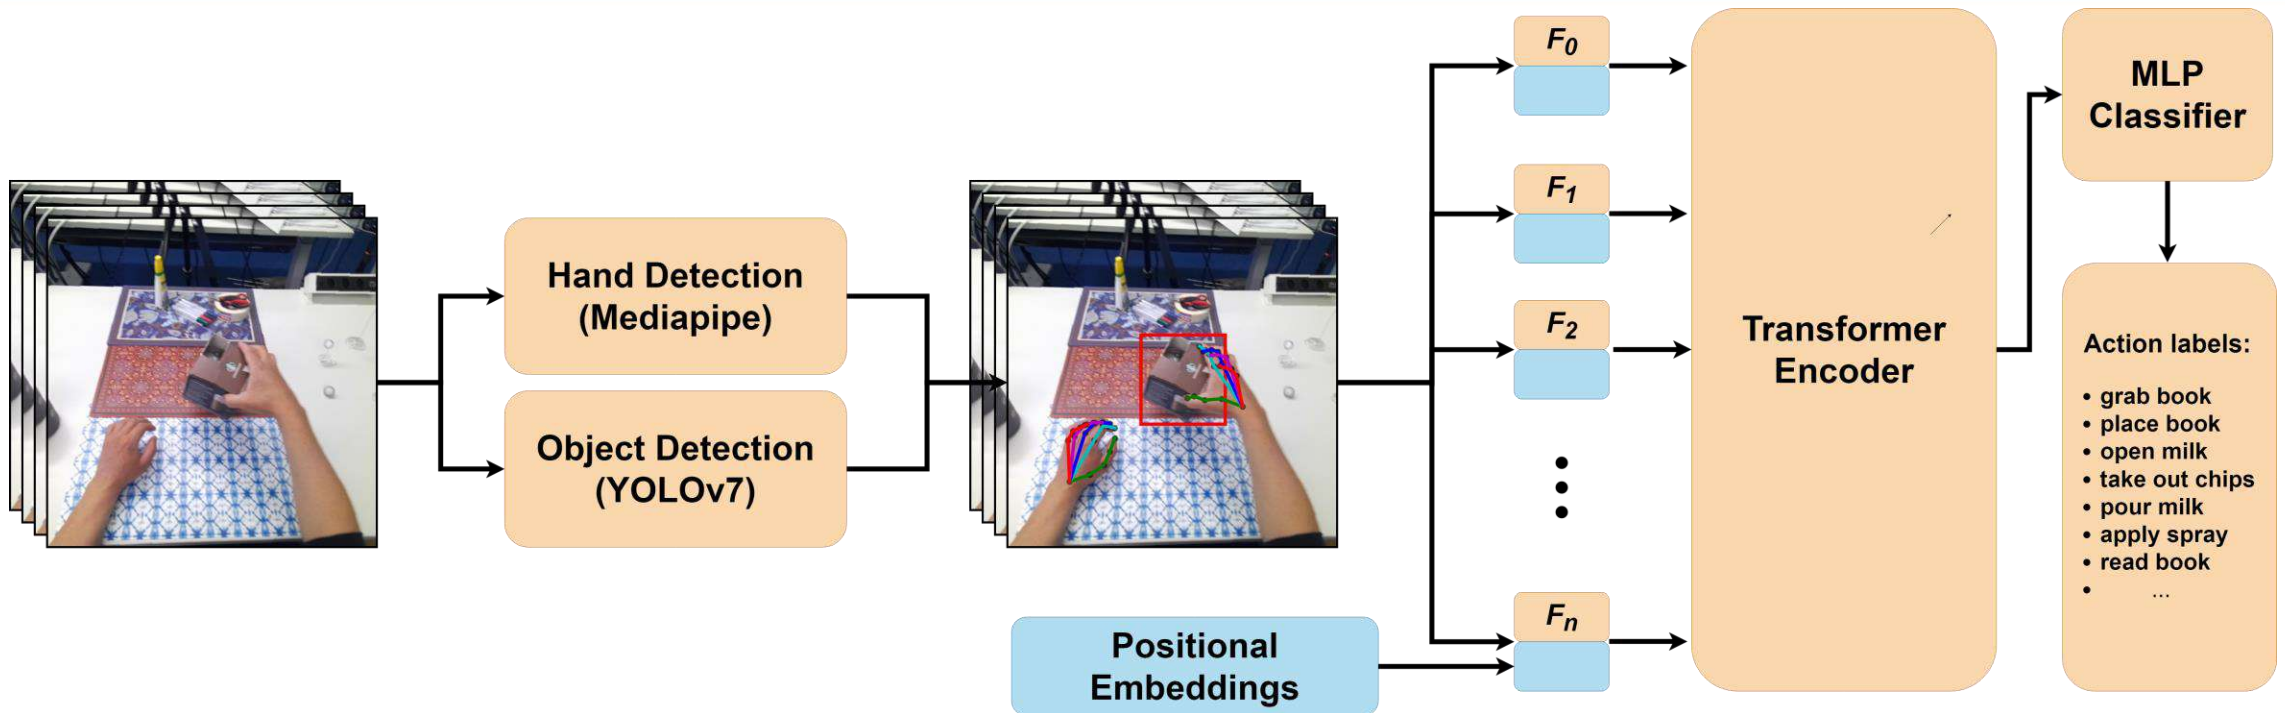 Hand Detection
(Mediapipe)
Object Detection
(YOLOv7)
Positional
Embeddings
F0
F1
F2
Fn
Transformer
Encoder
MLP
Classifier
Action labels:
• grab book
• place book
• open milk
• take out chips
• pour milk
• apply spray
• read book
• ...